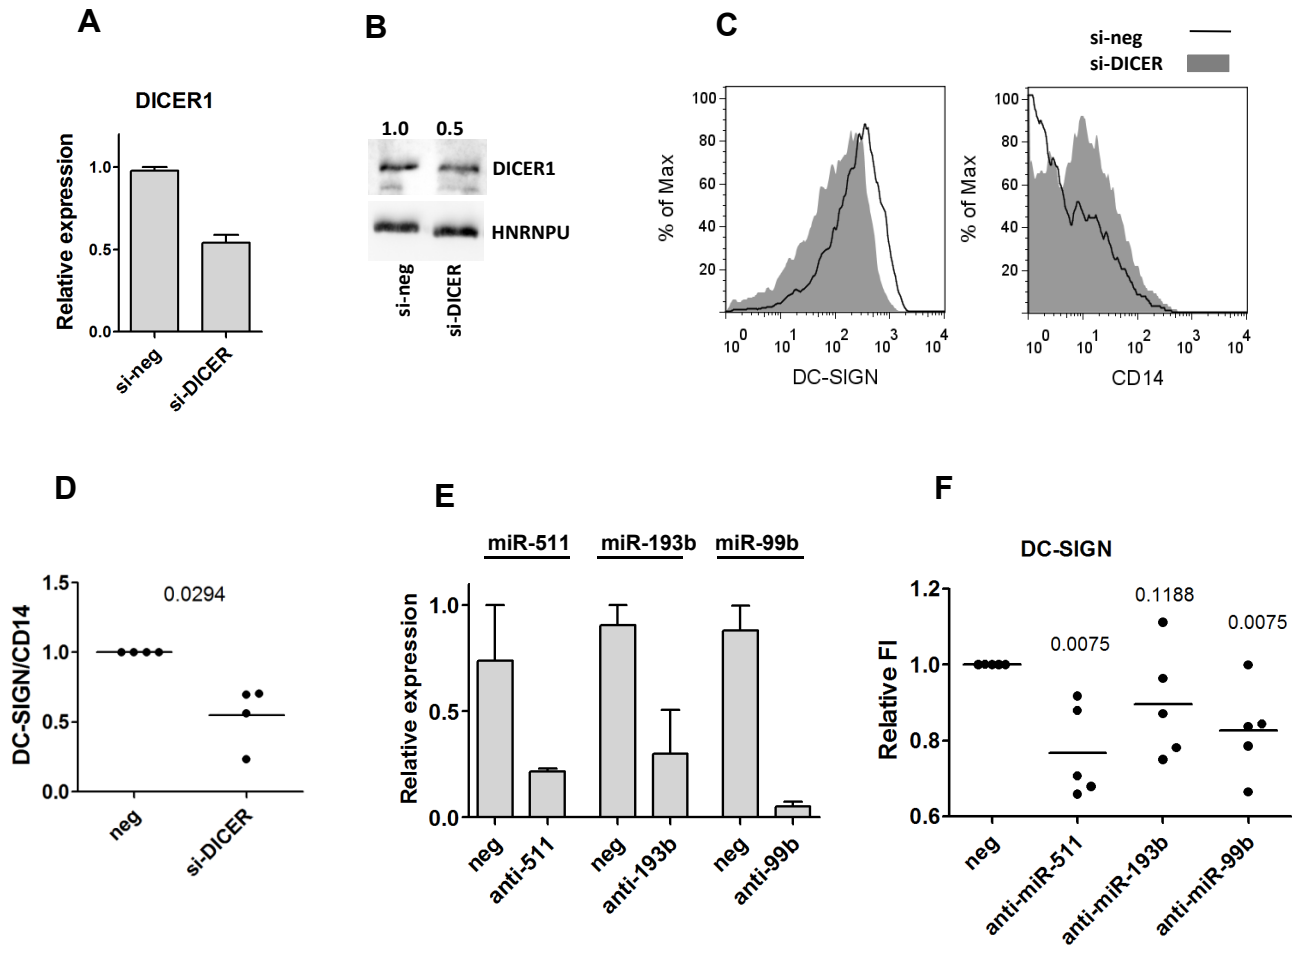 A
DICER1
Relative expression
1.0
0.5
0.0
si-neg
si-DICER
B
1.0 0.5
DICER1
HNRNPU
si-neg
si-DICER
C
si-neg
si-DICER
% of Max
100
80
60
40
20
10^0 10^1 10^2 10^3 10^4
DC-SIGN
% of Max
100
80
60
40
20
10^0 10^1 10^2 10^3 10^4
CD14
D
DC-SIGN/CD14
1.5
1.0
0.5
0.0
0.0294
neg
si-DICER
E
miR-511 miR-193b miR-99b
Relative expression
1.0
0.5
0.0
neg
anti-511
neg
anti-193b
neg
anti-99b
F
DC-SIGN
Relative FI
1.2
1.0
0.8
0.6
0.0075
0.1188
0.0075
neg
anti-miR-511
anti-miR-193b
anti-miR-99b